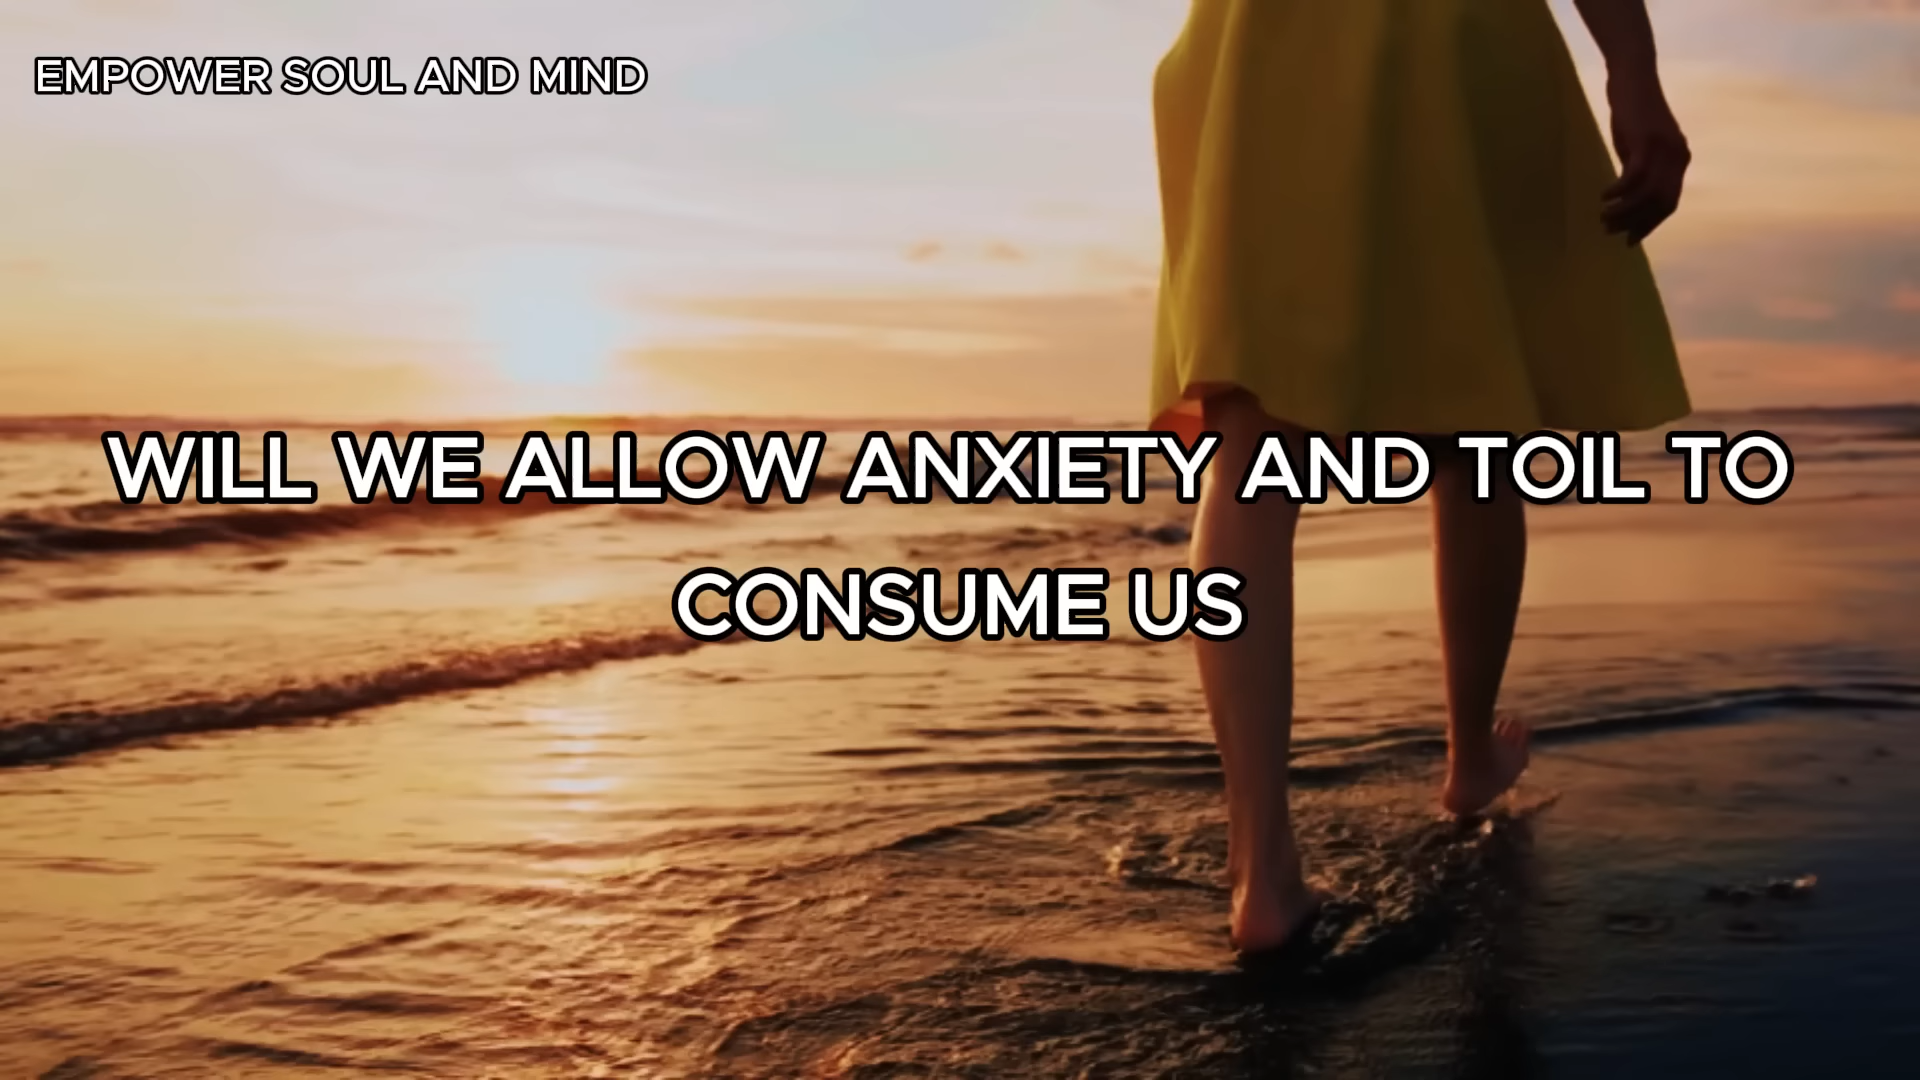 EMPOWER SOUL AND MIND
WILL WE ALLOW ANXIETY AND TOIL TO
CONSUME US